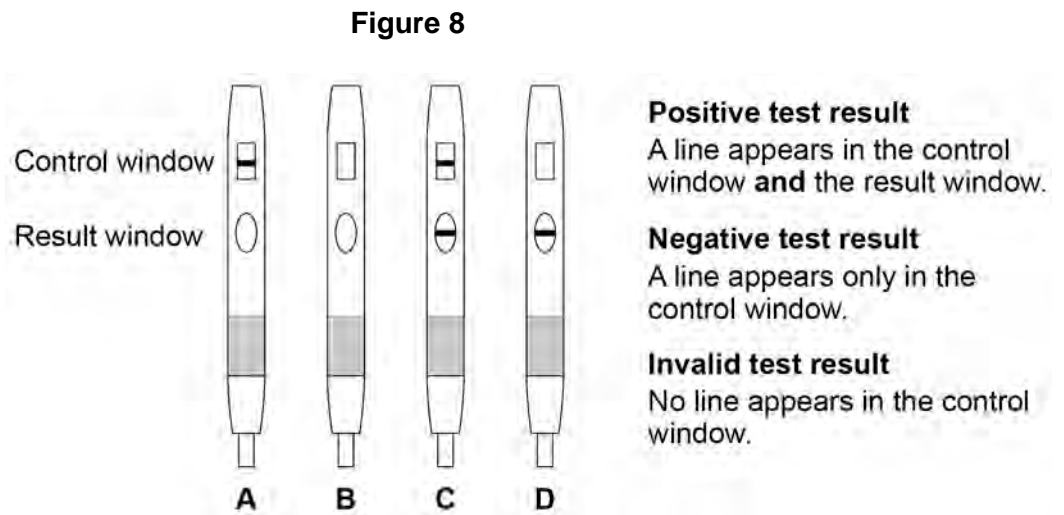 Figure 8
Control window
Result window
A B C D
Positive test result
A line appears in the control
window and the result window.
Negative test result
A line appears only in the
control window.
Invalid test result
No line appears in the control
window.